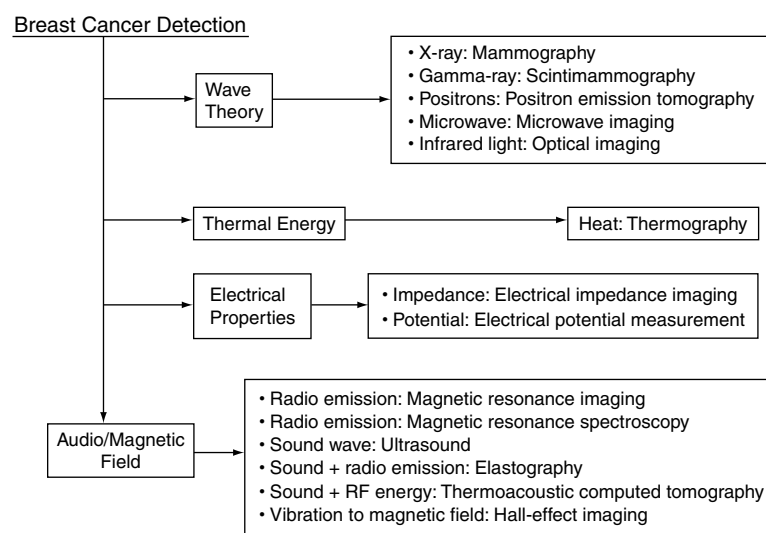 Breast Cancer Detection
Wave
Theory
• X-ray: Mammography
• Gamma-ray: Scintimammography
• Positrons: Positron emission tomography
• Microwave: Microwave imaging
• Infrared light: Optical imaging
Thermal Energy
Heat: Thermography
Electrical
Properties
• Impedance: Electrical impedance imaging
• Potential: Electrical potential measurement
Audio/Magnetic
Field
• Radio emission: Magnetic resonance imaging
• Radio emission: Magnetic resonance spectroscopy
• Sound wave: Ultrasound
• Sound + radio emission: Elastography
• Sound + RF energy: Thermoacoustic computed tomography
• Vibration to magnetic field: Hall-effect imaging